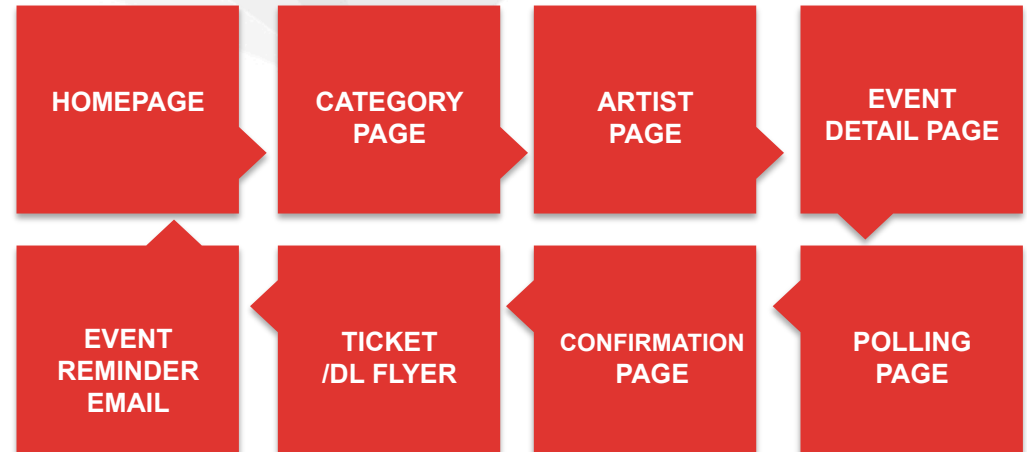 HOMEPAGE
CATEGORY
PAGE
ARTIST
PAGE
EVENT
DETAIL PAGE
EVENT
REMINDER
EMAIL
TICKET
/DL FLYER
CONFIRMATION
PAGE
POLLING
PAGE